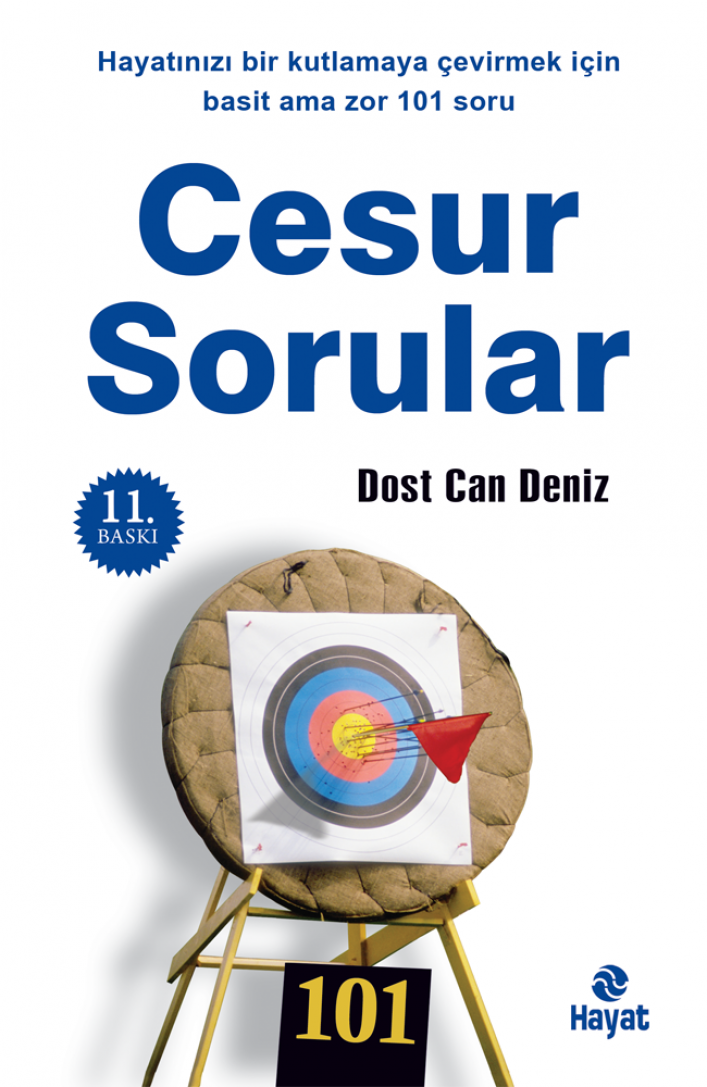 Hayatınızı bir kutlamaya çevirmek için
basit ama zor 101 soru
Cesur
Sorular
Dost Can Deniz
11.
BASKI
101
Hayat